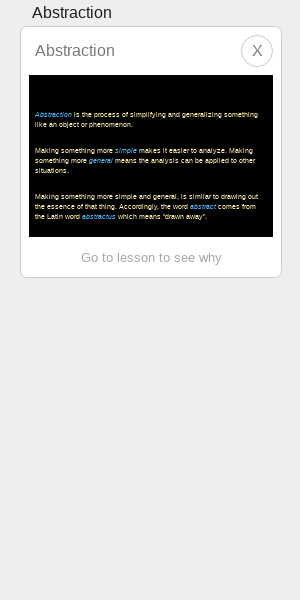 Abstraction
Abstraction
X
Abstraction is the process of simplifying and generalizing something
like an object or phenomenon.
Making something more simple makes it easier to analyze. Making
something more general means the analysis can be applied to other
situations.
Making something more simple and general, is similar to drawing out
the essence of that thing. Accordingly, the word abstract comes from
the Latin word abstractus which means "drawn away".
Go to lesson to see why